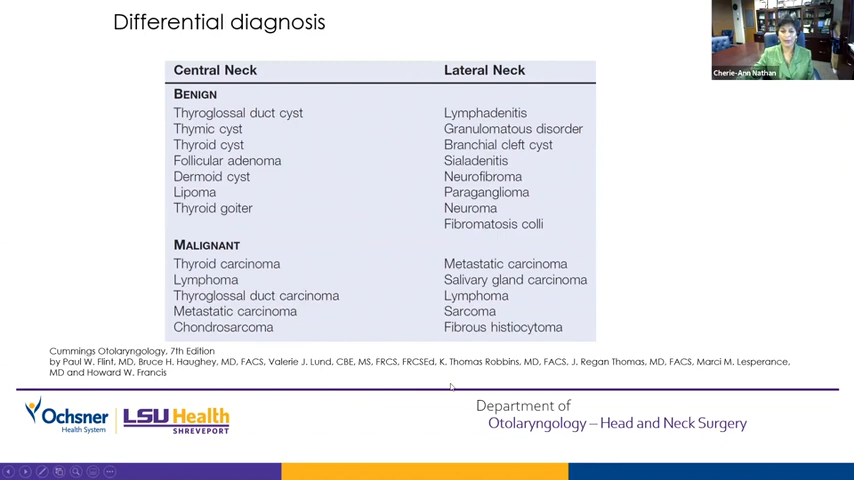 Differential diagnosis
Cherie-Ann Nathan
Central Neck Lateral Neck
BENIGN
Thyroglossal duct cyst Lymphadenitis
Thymic cyst Granulomatous disorder
Thyroid cyst Branchial cleft cyst
Follicular adenoma Sialadenitis
Dermoid cyst Neurofibroma
Lipoma Paraganglioma
Thyroid goiter Neuroma
Fibromatosis colli
MALIGNANT
Thyroid carcinoma Metastatic carcinoma
Lymphoma Salivary gland carcinoma
Thyroglossal duct carcinoma Lymphoma
Metastatic carcinoma Sarcoma
Chondrosarcoma Fibrous histiocytoma
Cummings Otolaryngology, 7th Edition
by Paul W. Flint, MD, Bruce H. Haughey, MD, FACS, Valerie J. Lund, CBE, MS, FRCS, FRCSEd, K. Thomas Robbins, MD, FACS, J. Regan Thomas, MD, FACS, Marci M. Lesperance,
MD and Howard W. Francis
Ochsner
Health System
LSU Health
SHREVEPORT
Department of
Otolaryngology – Head and Neck Surgery